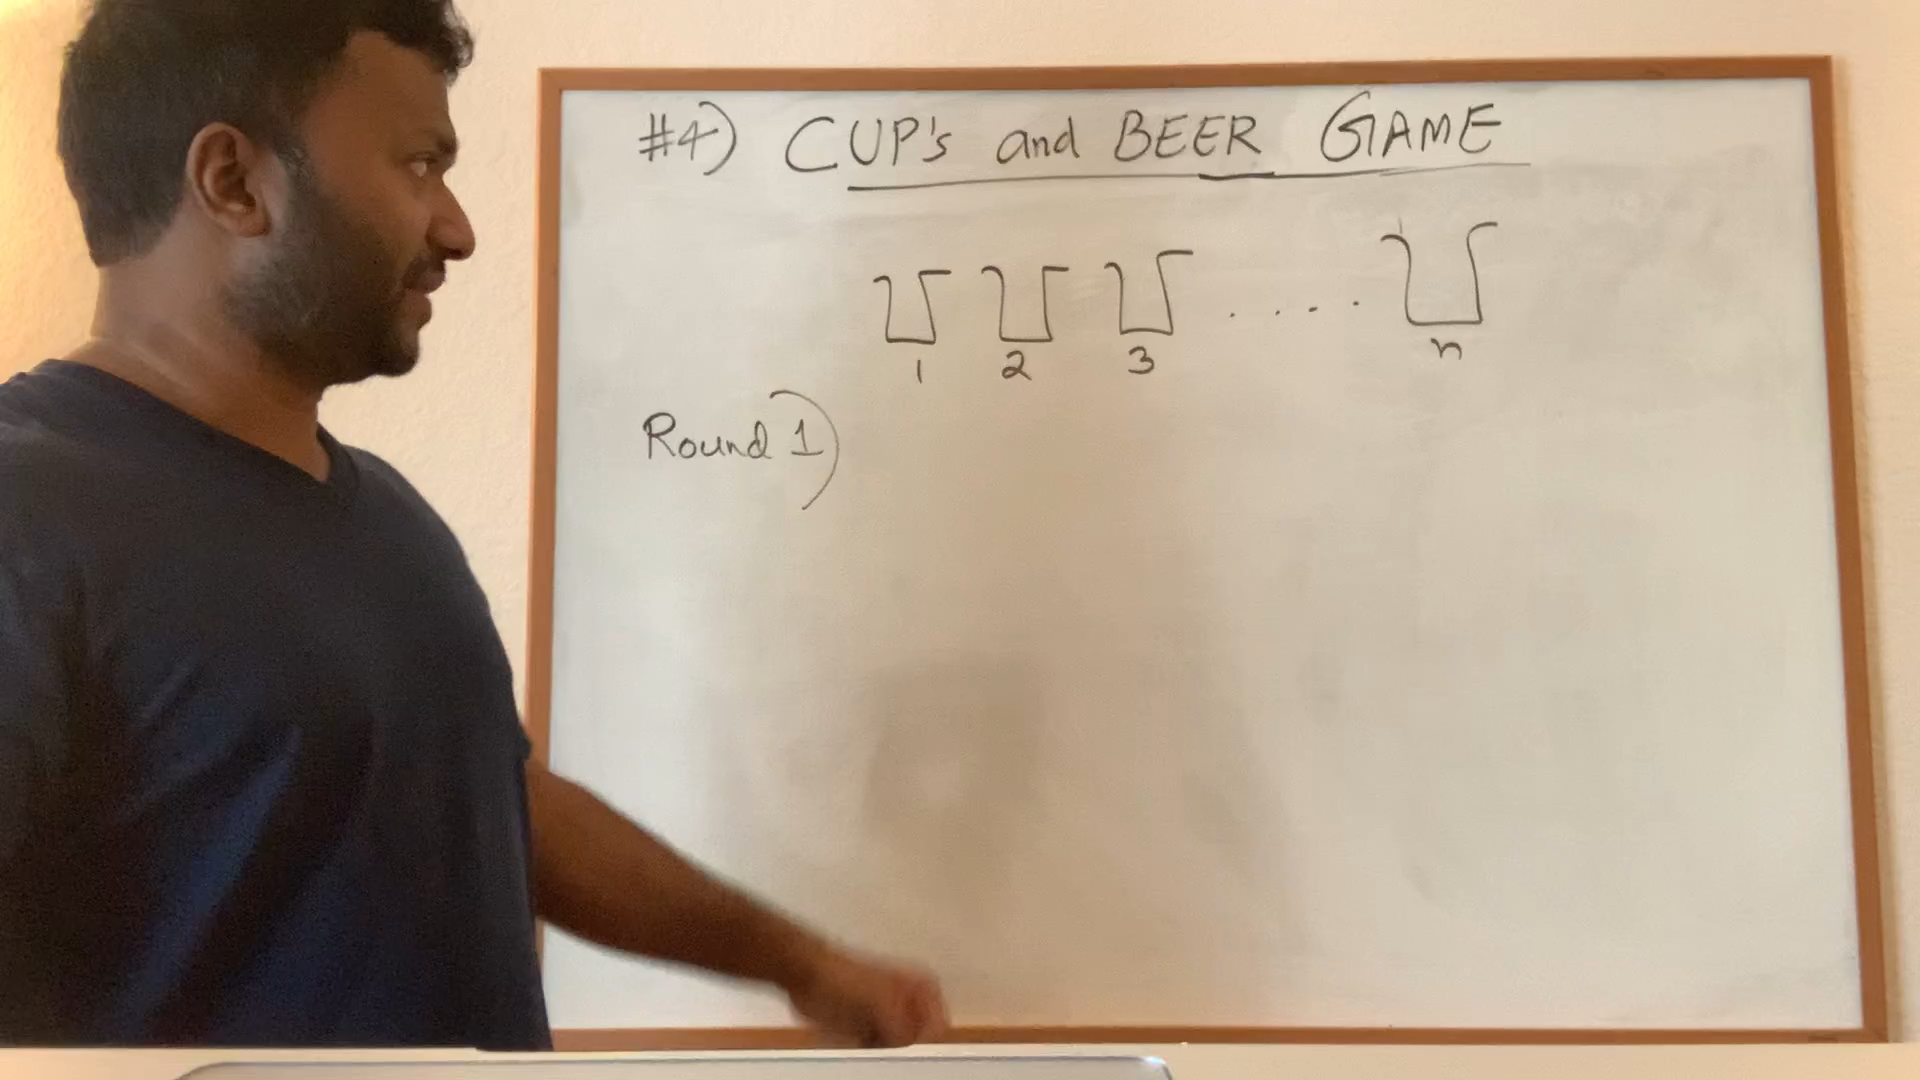 #4) CUP's and BEER GAME
1 2 3 ..... n
Round 1)